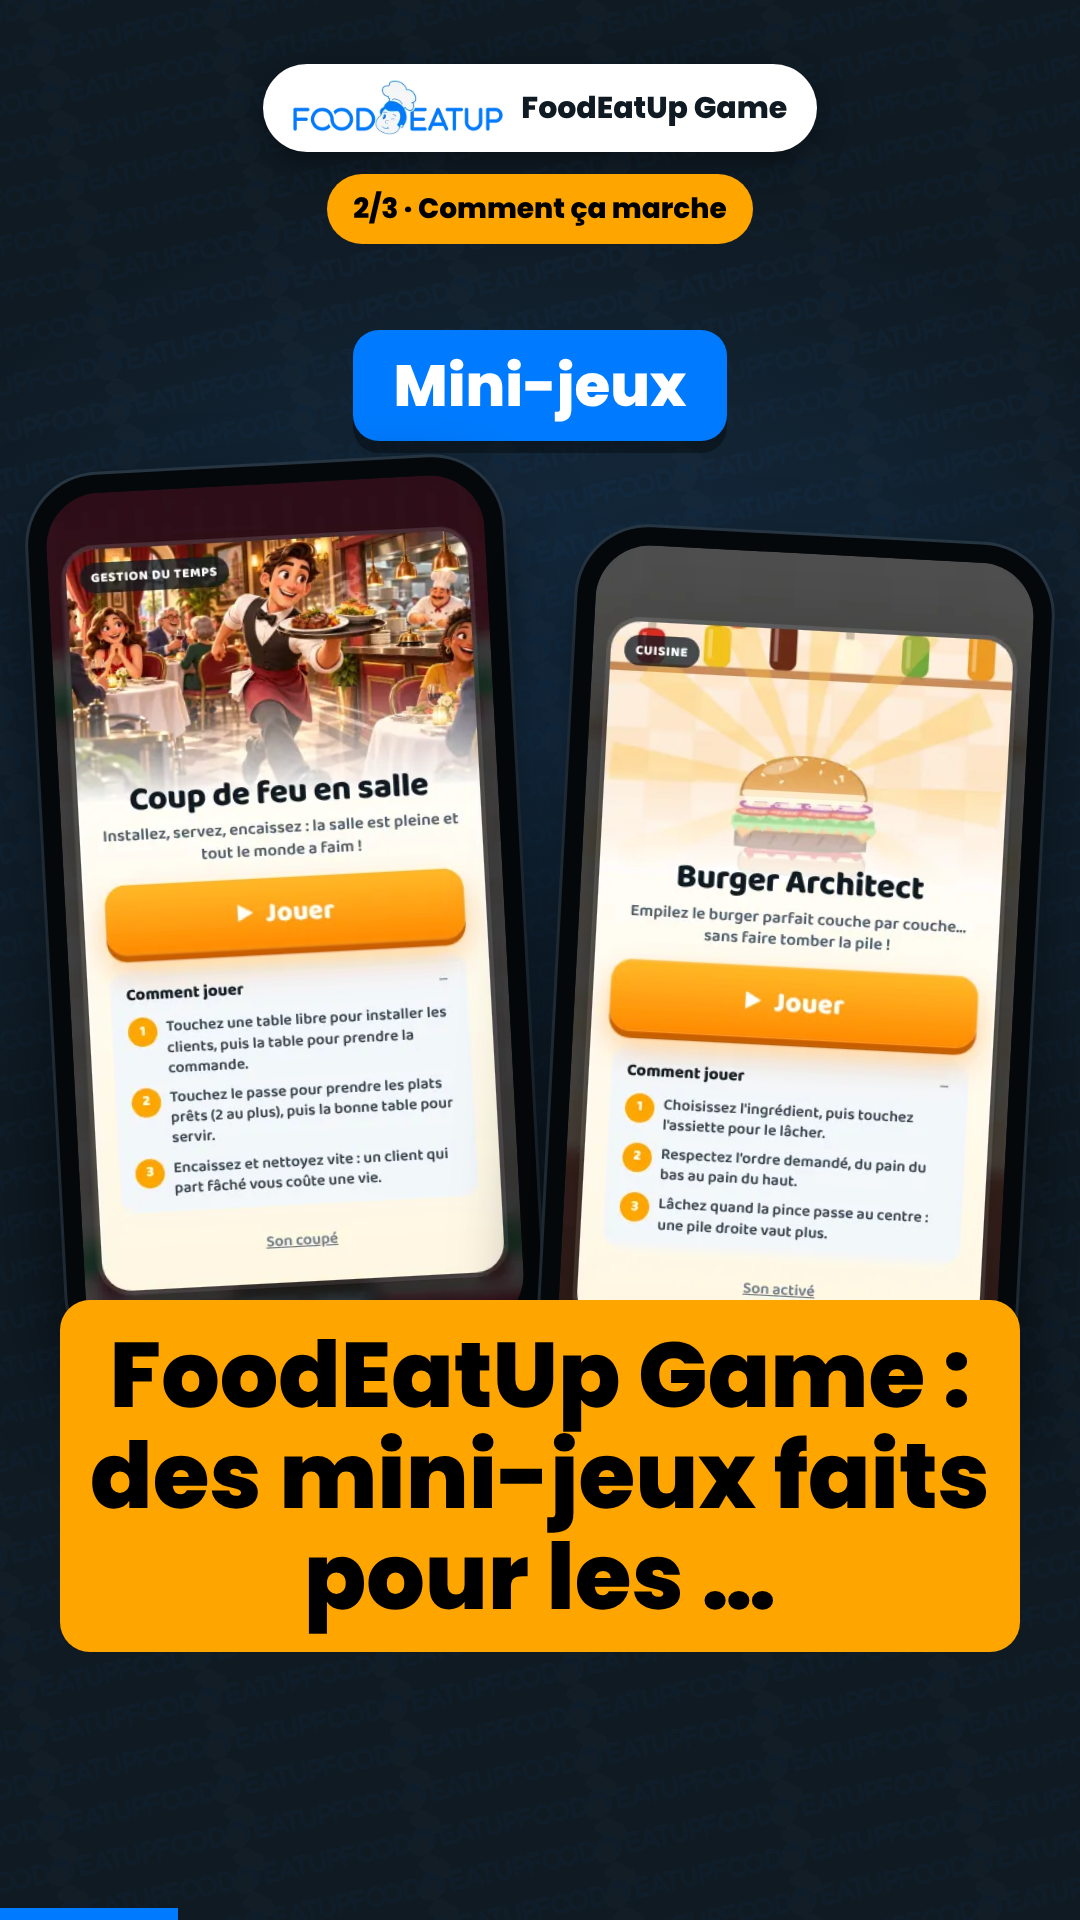 FOODEATUP FoodEatUp Game
2/3 · Comment ça marche
Mini-jeux
GESTION DU TEMPS
Coup de feu en salle
Installez, servez, encaissez : la salle est pleine et
tout le monde a faim !
Jouer
Comment jouer
1 Touchez une table libre pour installer les
clients, puis la table pour prendre la
commande.
2 Touchez le passe pour prendre les plats
prêts (2 au plus), puis la bonne table pour
servir.
3 Encaissez et nettoyez vite : un client qui
part fâché vous coûte une vie.
Son coupé
CUISINE
Burger Architect
Empilez le burger parfait couche par couche...
sans faire tomber la pile !
Jouer
Comment jouer
1 Choisissez l'ingrédient, puis touchez
l'assiette pour le lâcher.
2 Respectez l'ordre demandé, du pain du
bas au pain du haut.
3 Lâchez quand la pince passe au centre :
une pile droite vaut plus.
Son activé
FoodEatUp Game :
des mini-jeux faits
pour les ...